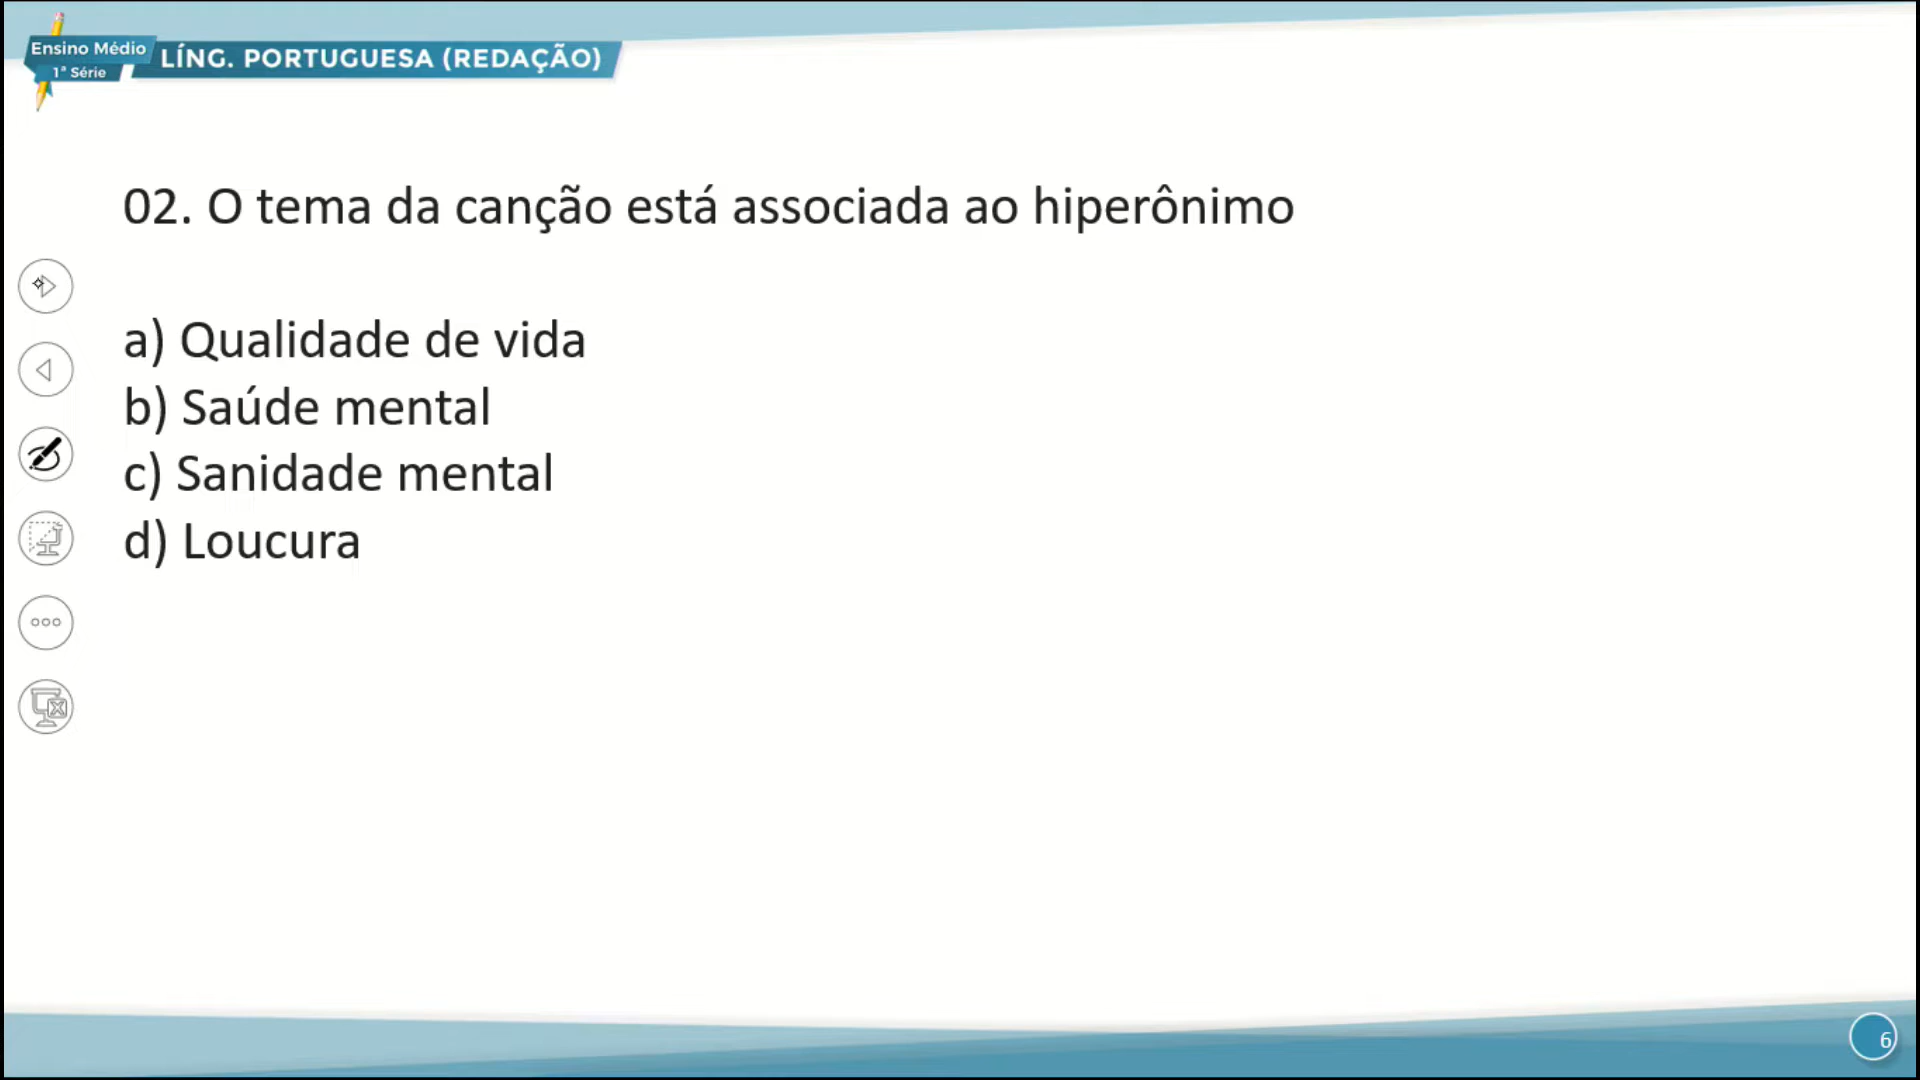 Ensino Médio
1ª Série
LÍNG. PORTUGUESA (REDAÇÃO)
02. O tema da canção está associada ao hiperônimo
a) Qualidade de vida
b) Saúde mental
c) Sanidade mental
d) Loucura
6